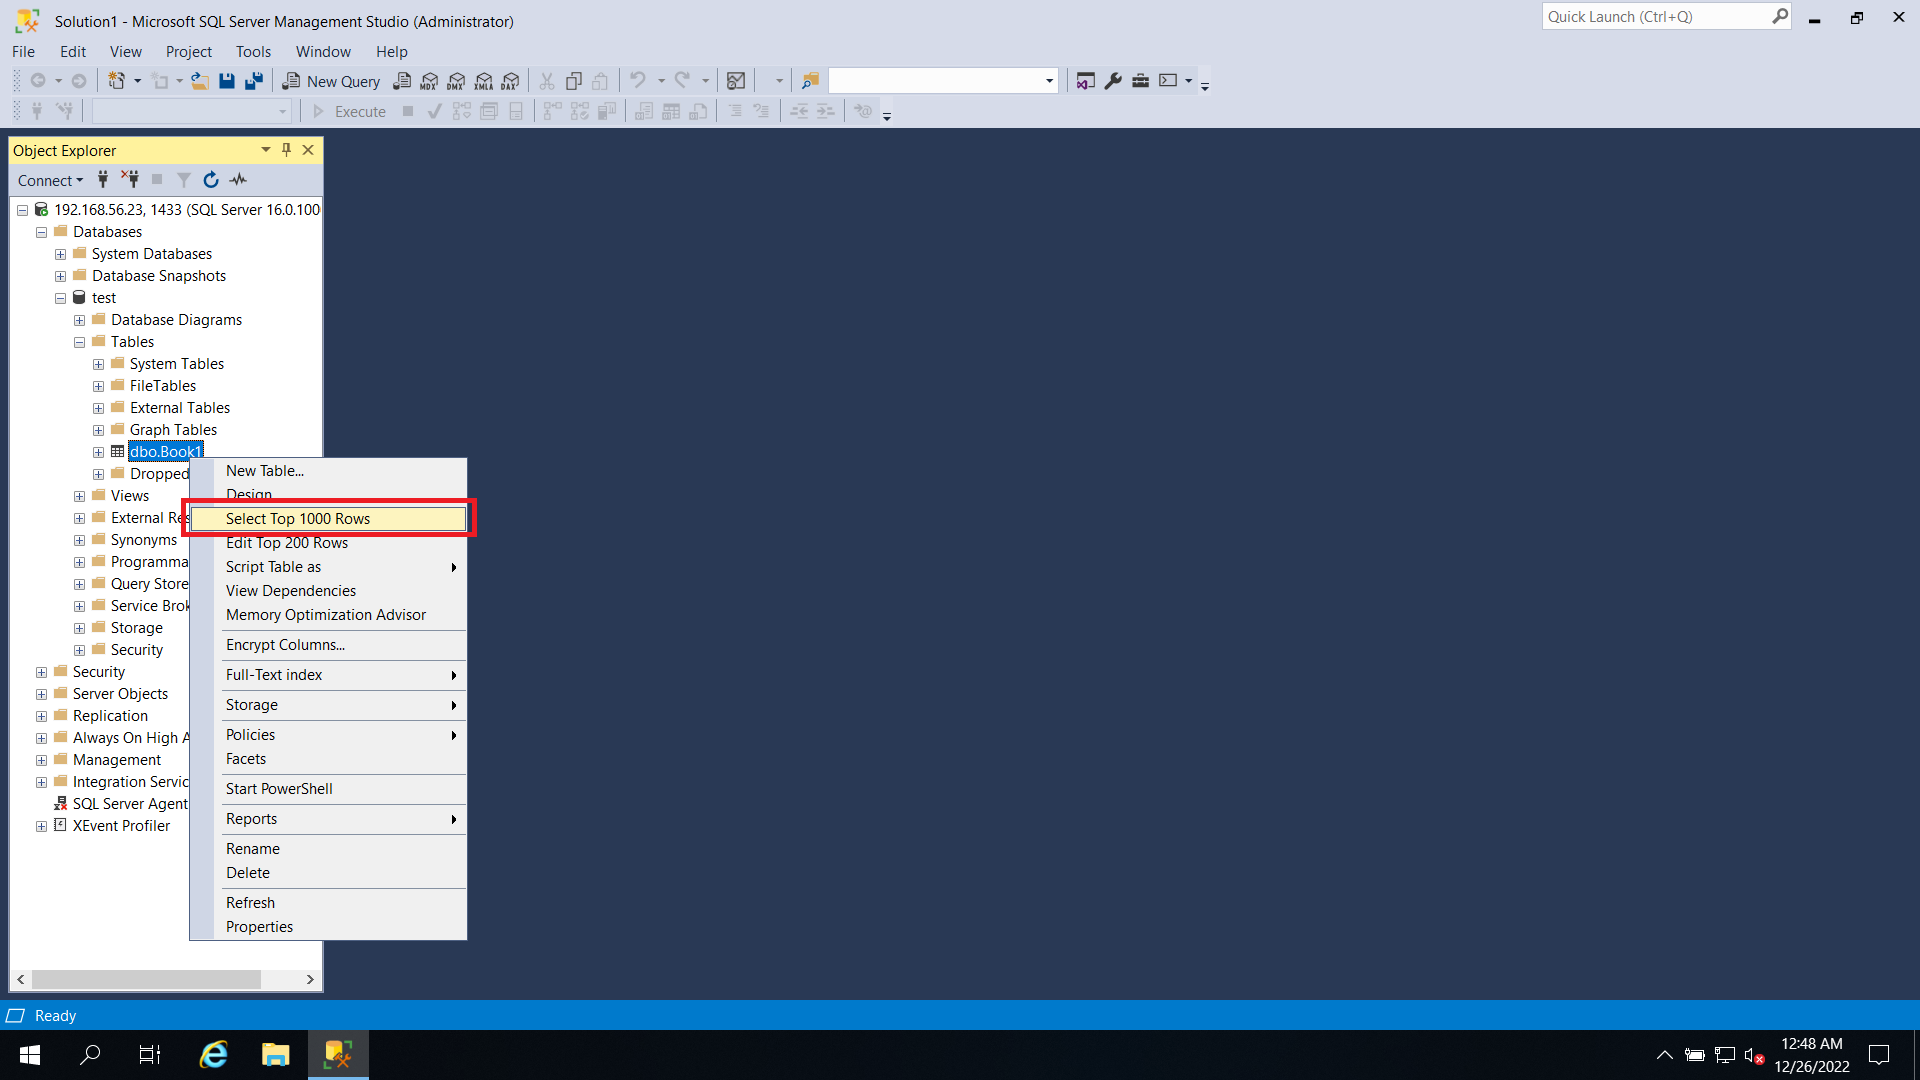 Solution1 - Microsoft SQL Server Management Studio (Administrator)
Quick Launch (Ctrl+Q)
File Edit View Project Tools Window Help
New Query MDX DMX XMLA DAX
Execute
Object Explorer
Connect
192.168.56.23, 1433 (SQL Server 16.0.100
Databases
System Databases
Database Snapshots
test
Database Diagrams
Tables
System Tables
FileTables
External Tables
Graph Tables
dbo.Book1
Dropped
Views
External Res
Synonyms
Programma
Query Store
Service Brok
Storage
Security
Security
Server Objects
Replication
Always On High A
Management
Integration Servic
SQL Server Agent
XEvent Profiler
New Table...
Design
Select Top 1000 Rows
Edit Top 200 Rows
Script Table as
View Dependencies
Memory Optimization Advisor
Encrypt Columns...
Full-Text index
Storage
Policies
Facets
Start PowerShell
Reports
Rename
Delete
Refresh
Properties
Ready
12:48 AM
12/26/2022